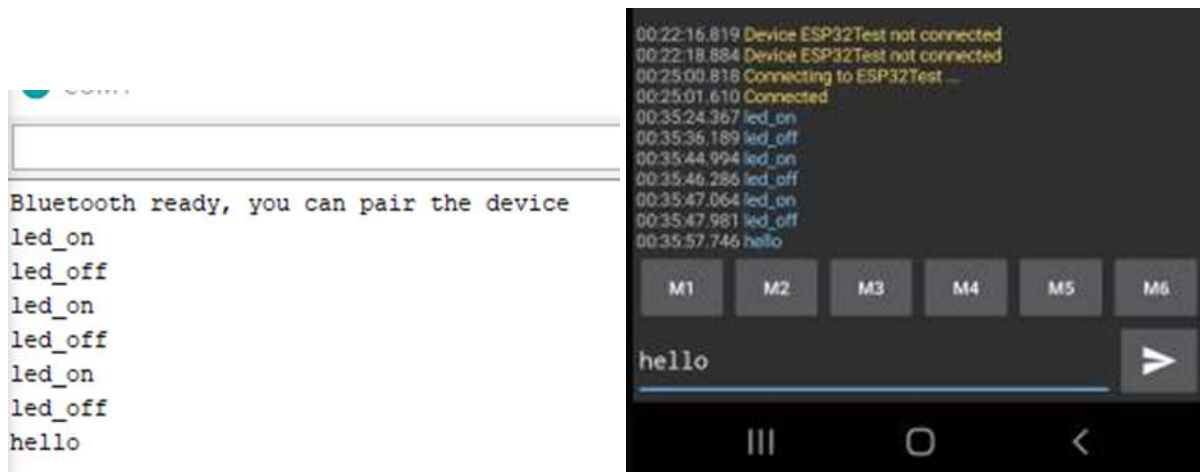 Bluetooth ready, you can pair the device
led_on
led_off
led_on
led_off
led_on
led_off
hello
00:22:16.819 Device ESP32Test not connected
00:22:18.884 Device ESP32Test not connected
00:25:00.818 Connecting to ESP32Test ...
00:25:01.610 Connected
00:35:24.367 led_on
00:35:36.189 led_off
00:35:44.994 led_on
00:35:46.286 led_off
00:35:47.064 led_on
00:35:47.981 led_off
00:35:57.746 hello
M1 M2 M3 M4 M5 M6
hello